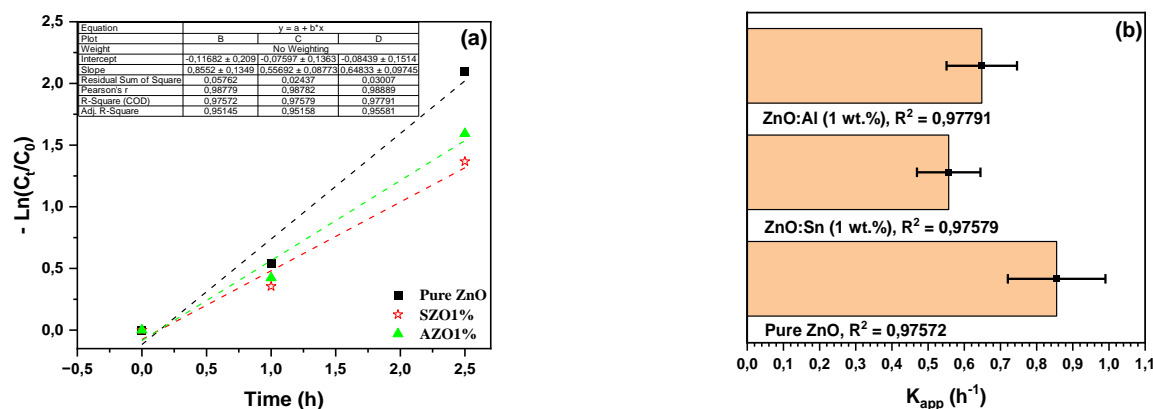 (a)
Equation y = a + b*x
Plot B C D
Weight No Weighting
Intercept -0,11682 ± 0,209 -0,07597 ± 0,1363 -0,08439 ± 0,1514
Slope 0,8552 ± 0,1349 0,55692 ± 0,08773 0,64833 ± 0,09745
Residual Sum of Square 0,05762 0,02437 0,03007
Pearson's r 0,98779 0,98782 0,98889
R-Square (COD) 0,97572 0,97579 0,97791
Adj. R-Square 0,95145 0,95158 0,95581
2,5
2,0
1,5
1,0
0,5
0,0
- Ln(Ct/C0)
Pure ZnO
SZO1%
AZO1%
−0,5 0,0 0,5 1,0 1,5 2,0 2,5
Time (h)
(b)
ZnO:Al (1 wt.%), R² = 0,97791
ZnO:Sn (1 wt.%), R² = 0,97579
Pure ZnO, R² = 0,97572
0,0 0,1 0,2 0,3 0,4 0,5 0,6 0,7 0,8 0,9 1,0 1,1
Kapp (h⁻¹)